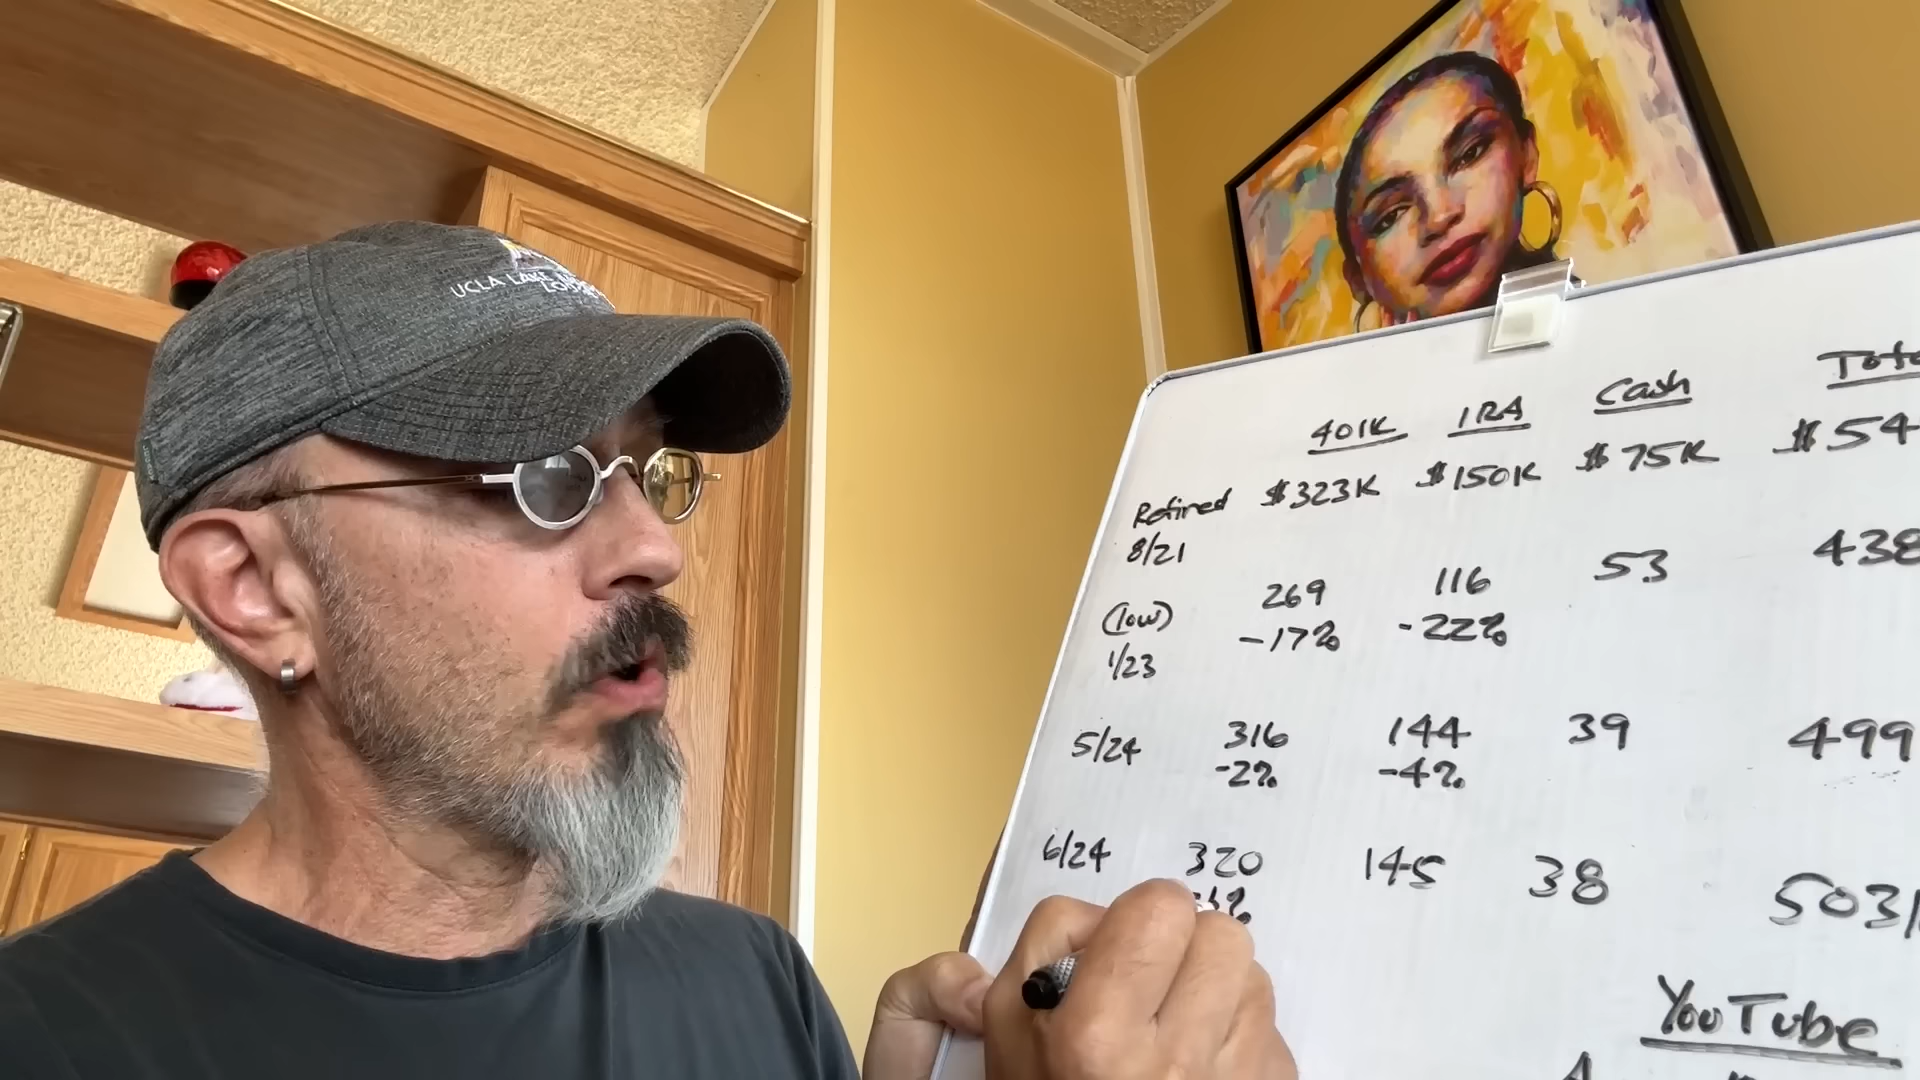 UCLA LAKE
401K IRA Cash
Retired $323K $150K $75K $54
8/21
(low) 269 116 53 438
1/23 -17% -22%
5/24 316 144 39 499
-2% -4%
6/24 320 145 38 503
YouTube